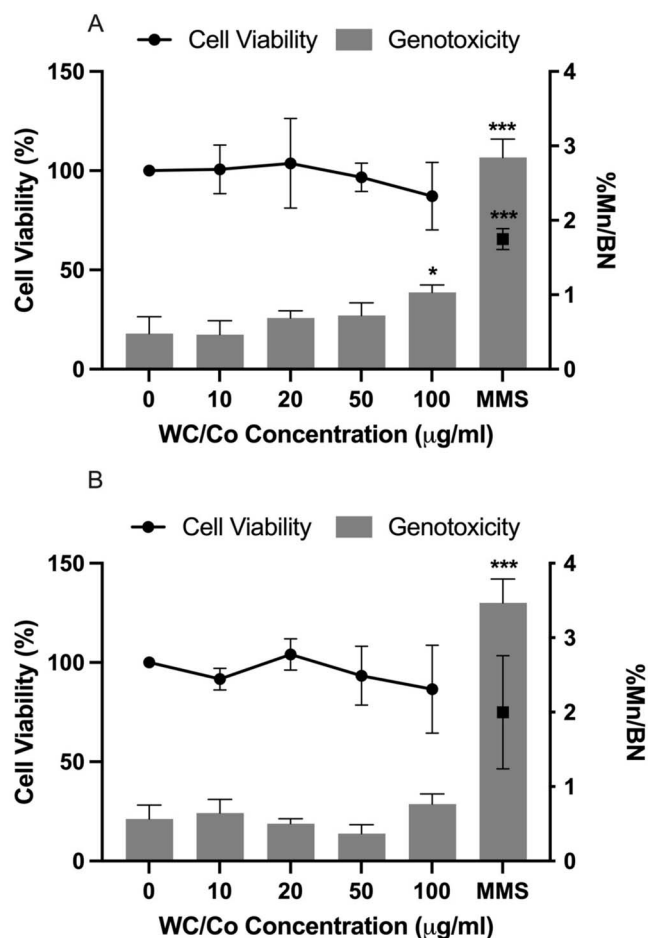 A
Cell Viability Genotoxicity
150
100
50
0
Cell Viability (%)
4
3
2
1
0
%Mn/BN
***
***
*
0 10 20 50 100 MMS
WC/Co Concentration (μg/ml)
B
Cell Viability Genotoxicity
150
100
50
0
Cell Viability (%)
4
3
2
1
0
%Mn/BN
***
0 10 20 50 100 MMS
WC/Co Concentration (μg/ml)